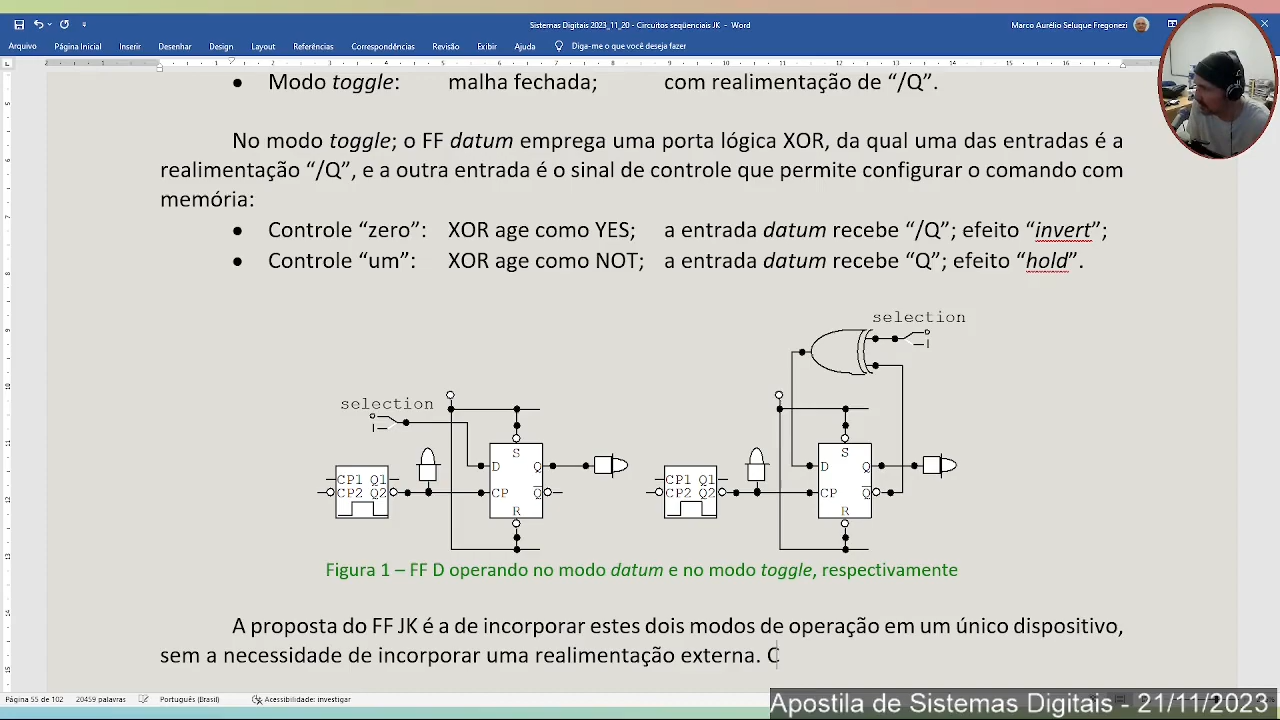 Sistemas Digitais 2023_11_20 - Circuitos seqüenciais JK - Word
Marco Aurélio Seluque Fregonezi
Arquivo Página Inicial Inserir Desenhar Design Layout Referências Correspondências Revisão Exibir Ajuda Diga-me o que você deseja fazer
• Modo toggle: malha fechada; com realimentação de “/Q”.
No modo toggle; o FF datum emprega uma porta lógica XOR, da qual uma das entradas é a
realimentação “/Q”, e a outra entrada é o sinal de controle que permite configurar o comando com
memória:
• Controle “zero”: XOR age como YES; a entrada datum recebe “/Q”; efeito “invert”;
• Controle “um”: XOR age como NOT; a entrada datum recebe “Q”; efeito “hold”.
selection
selection
S S
D Q D Q
CP1 Q1 CP1 Q1
CP2 Q2 CP Q CP2 Q2 CP Q
R R
Figura 1 – FF D operando no modo datum e no modo toggle, respectivamente
A proposta do FF JK é a de incorporar estes dois modos de operação em um único dispositivo,
sem a necessidade de incorporar uma realimentação externa. C
Página 55 de 102 20459 palavras Português (Brasil) Acessibilidade: investigar
Apostila de Sistemas Digitais - 21/11/2023